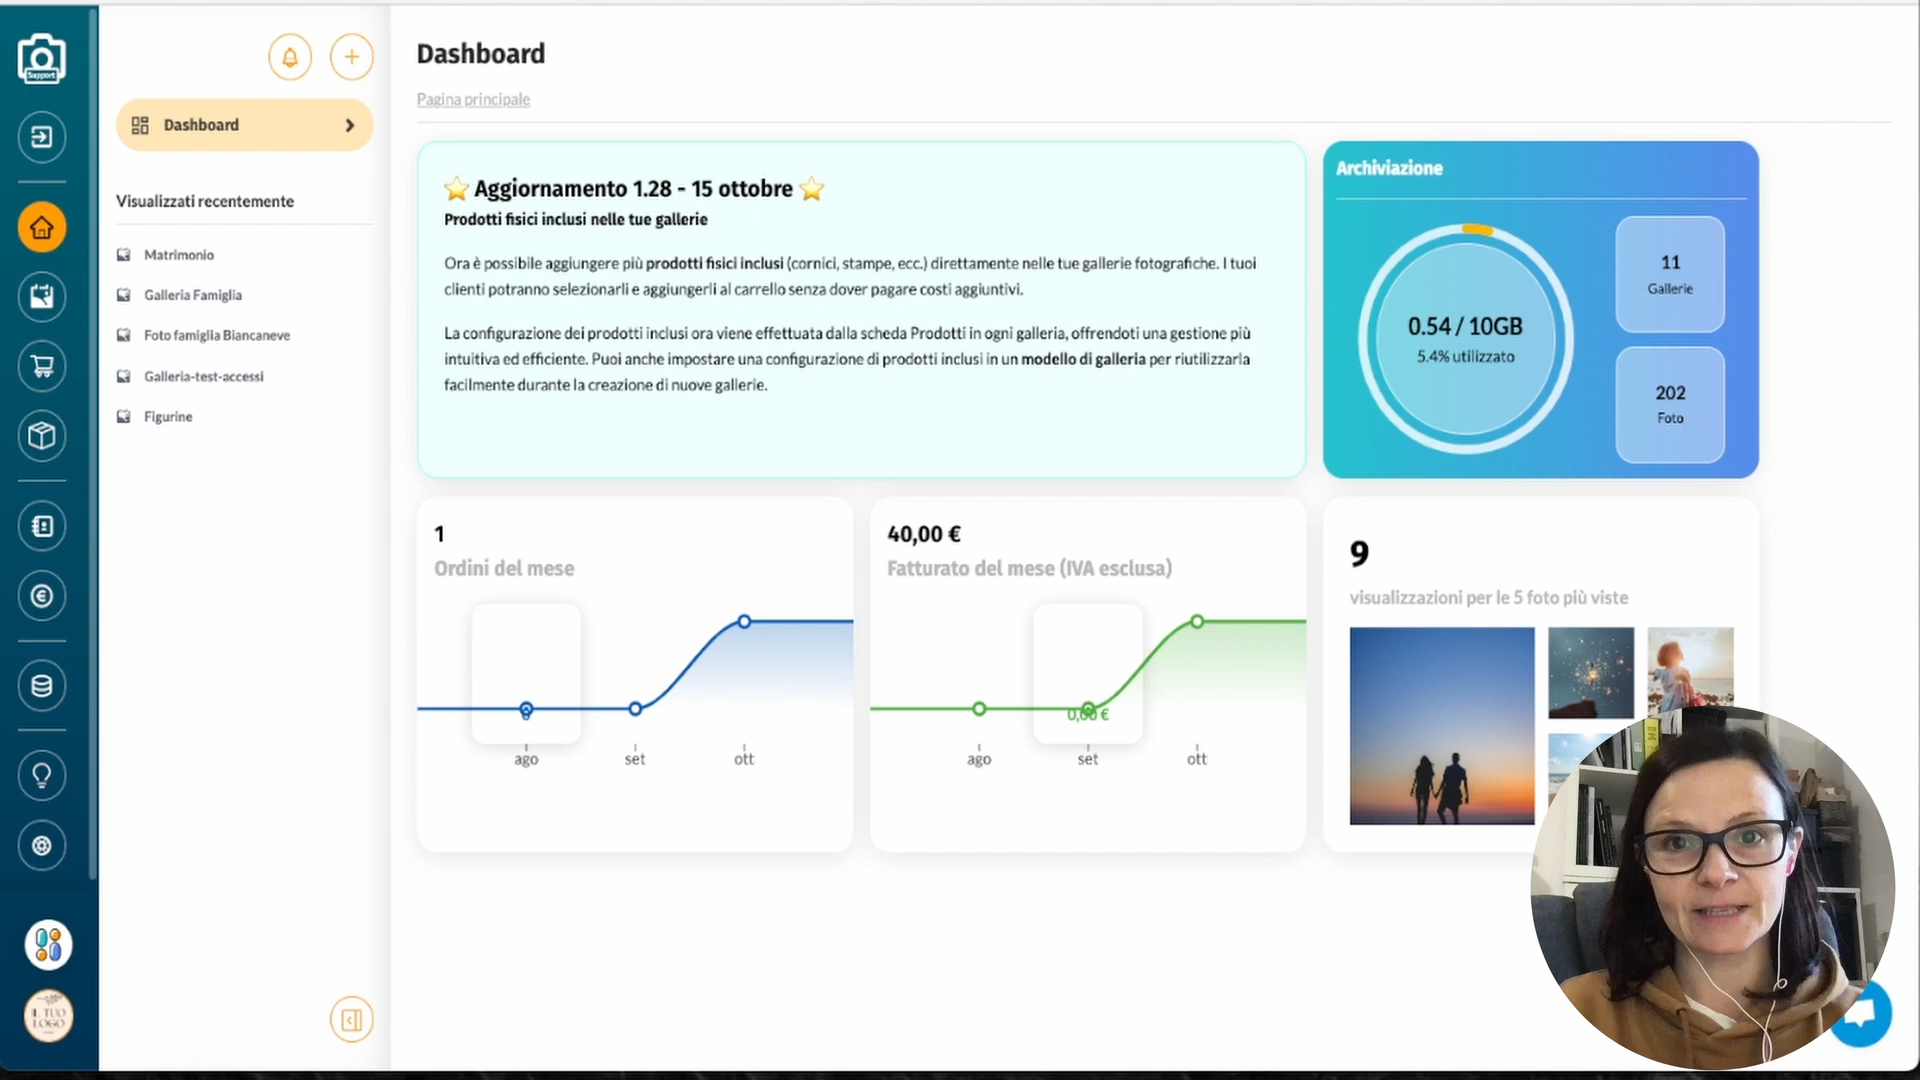 Support
Dashboard
Visualizzati recentemente
Matrimonio
Galleria Famiglia
Foto famiglia Biancaneve
Galleria-test-accessi
Figurine
IL TUO
LOGO
Dashboard
Pagina principale
⭐ Aggiornamento 1.28 - 15 ottobre ⭐
Prodotti fisici inclusi nelle tue gallerie
Ora è possibile aggiungere più prodotti fisici inclusi (cornici, stampe, ecc.) direttamente nelle tue gallerie fotografiche. I tuoi
clienti potranno selezionarli e aggiungerli al carrello senza dover pagare costi aggiuntivi.
La configurazione dei prodotti inclusi ora viene effettuata dalla scheda Prodotti in ogni galleria, offrendoti una gestione più
intuitiva ed efficiente. Puoi anche impostare una configurazione di prodotti inclusi in un modello di galleria per riutilizzarla
facilmente durante la creazione di nuove gallerie.
Archiviazione
0.54 / 10GB
5.4% utilizzato
11
Gallerie
202
Foto
1
Ordini del mese
0
ago
set
ott
40,00 €
Fatturato del mese (IVA esclusa)
0,00 €
ago
set
ott
9
visualizzazioni per le 5 foto più viste